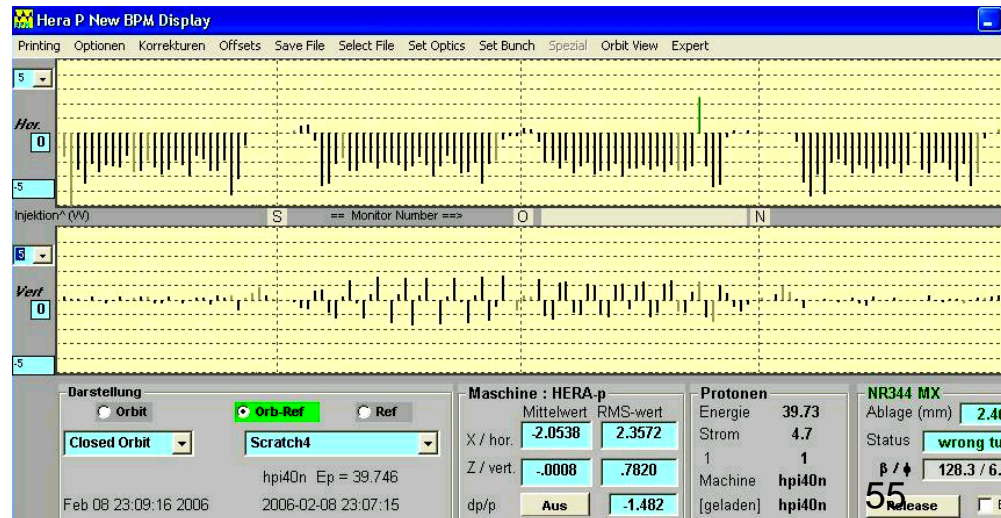 Hera P New BPM Display
Printing Optionen Korrekturen Offsets Save File Select File Set Optics Set Bunch Spezial Orbit View Expert
5
Hor.
0
-5
Injektion^ (W) S == Monitor Number ==> O N
5
Vert
0
-5
Darstellung
Orbit Orb-Ref Ref
Closed Orbit Scratch4
hpi40n Ep = 39.746
Feb 08 23:09:16 2006 2006-02-08 23:07:15
Maschine : HERA-p
Mittelwert RMS-wert
X / hor. -2.0538 2.3572
Z / vert. -.0008 .7820
dp/p Aus -1.482
Protonen
Energie 39.73
Strom 4.7
1 1
Machine hpi40n
[geladen] hpi40n
NR344 MX
Ablage (mm)
Status wrong
β / ϕ 128.3 / 6.
55